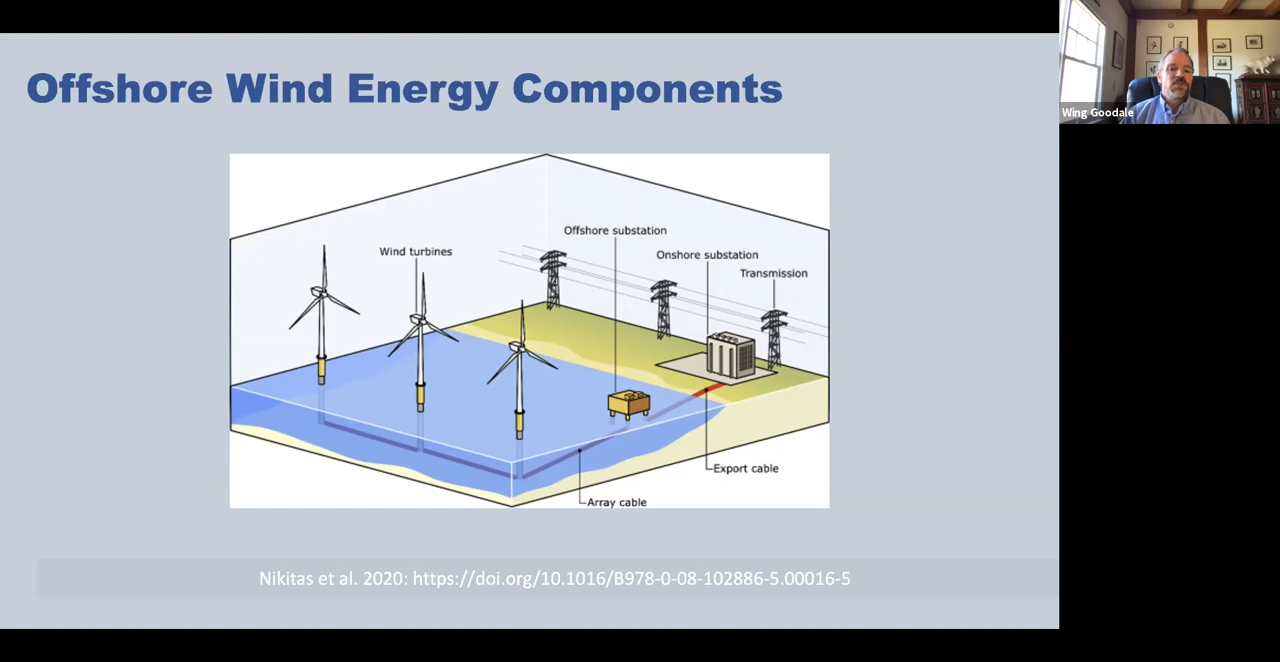 Offshore Wind Energy Components
Wing Goodale
Offshore substation
Wind turbines
Onshore substation
Transmission
Export cable
Array cable
Nikitas et al. 2020: https://doi.org/10.1016/B978-0-08-102886-5.00016-5